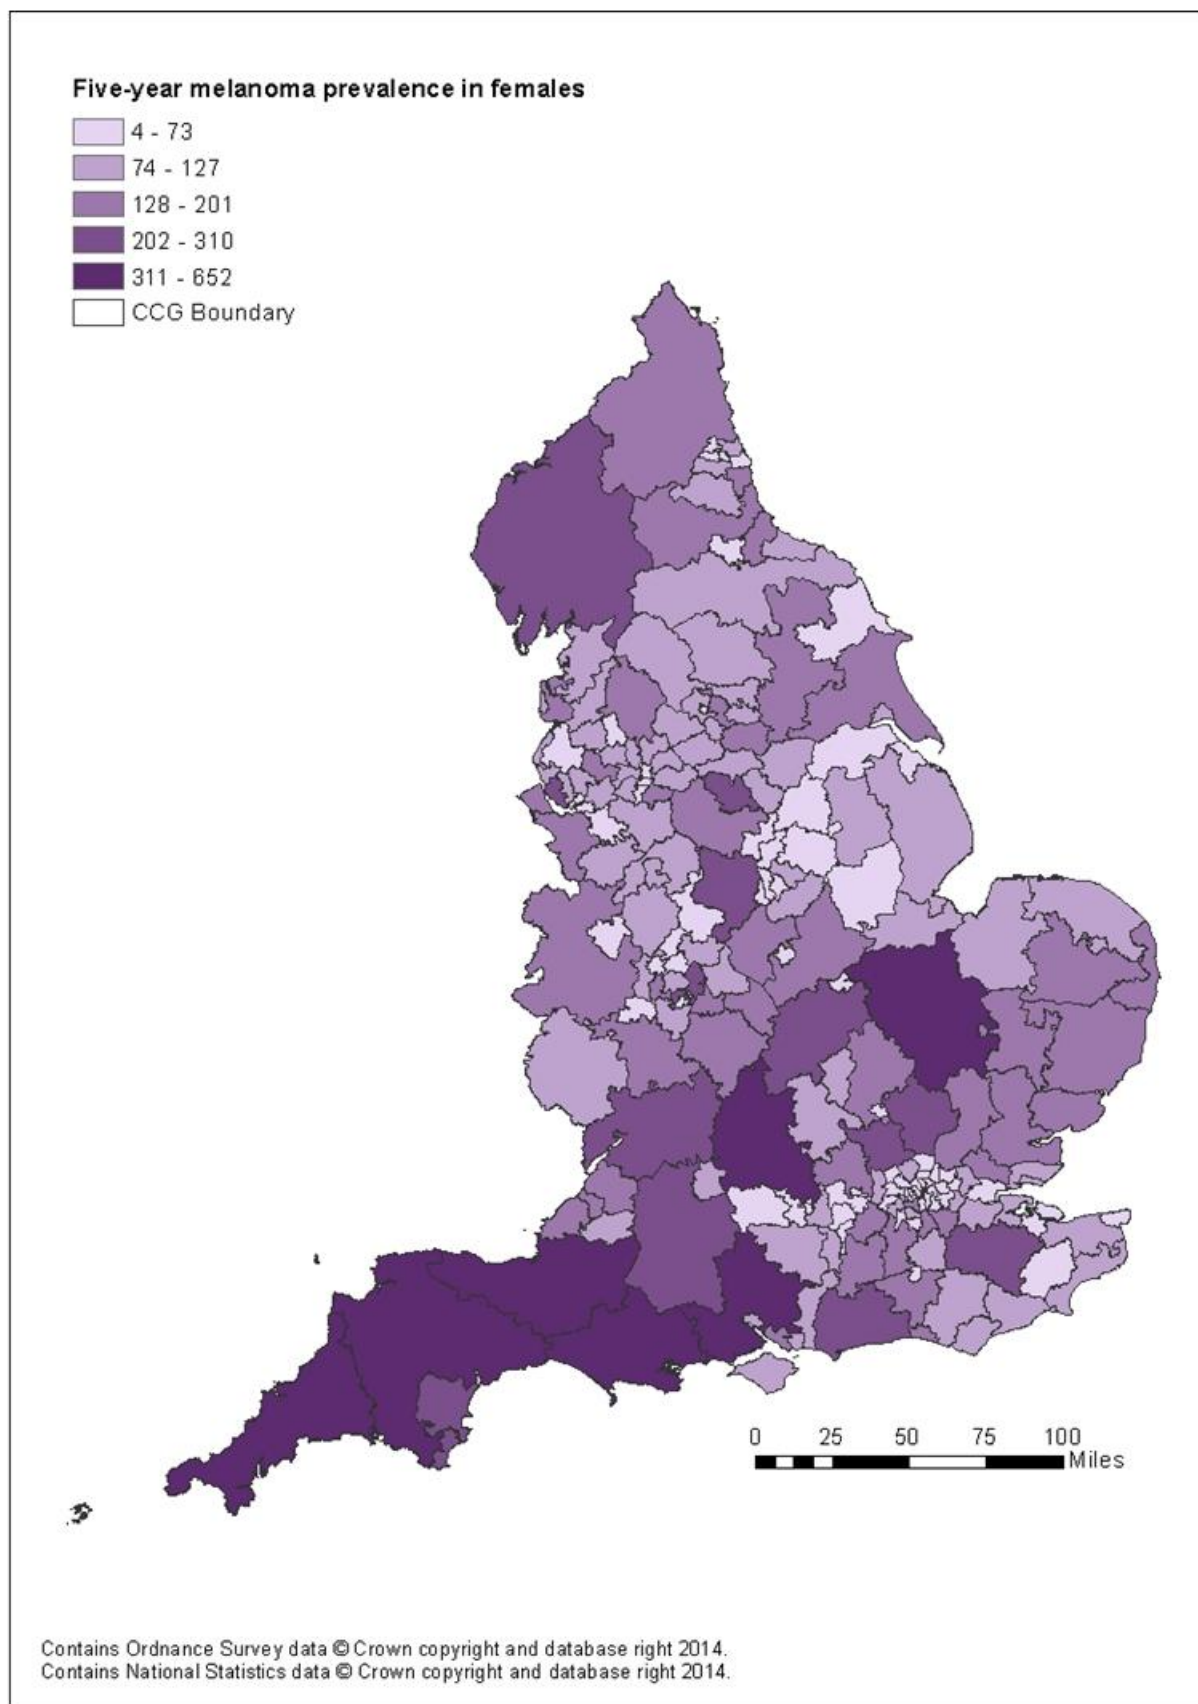 Five-year melanoma prevalence in females
4 - 73
74 - 127
128 - 201
202 - 310
311 - 652
CCG Boundary
0 25 50 75 100
Miles
Contains Ordnance Survey data © Crown copyright and database right 2014.
Contains National Statistics data © Crown copyright and database right 2014.